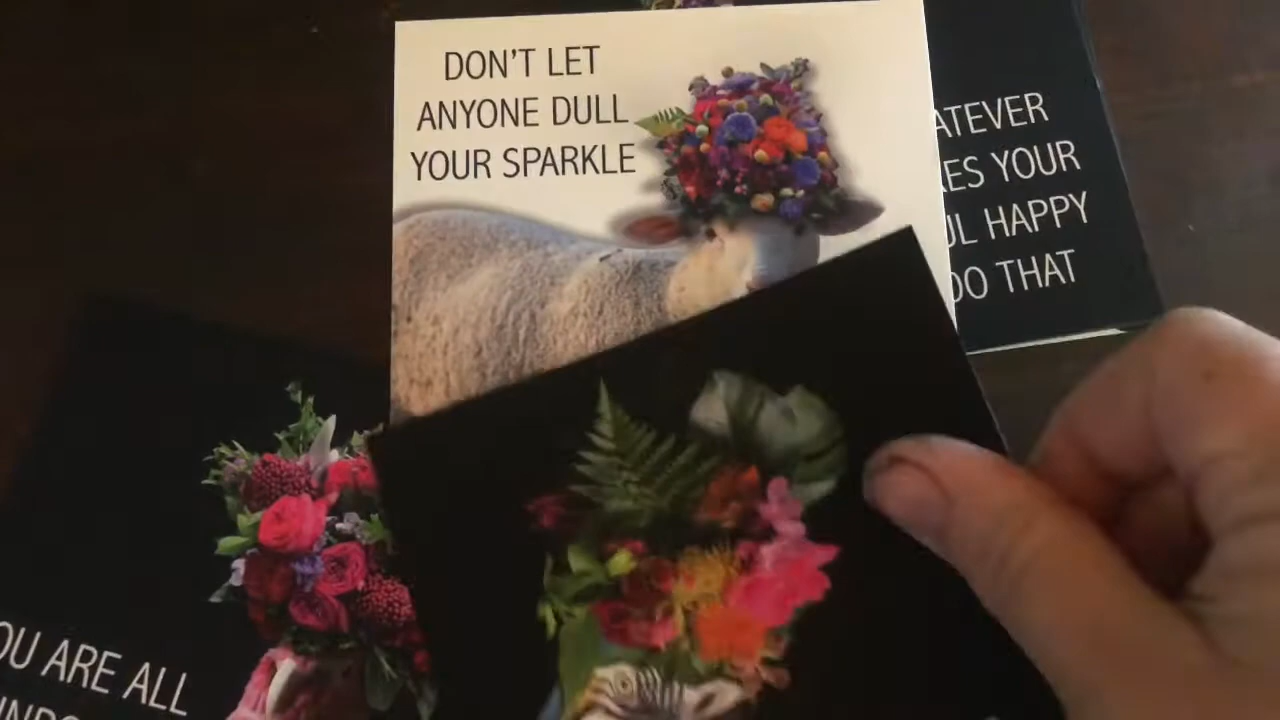 DON'T LET
ANYONE DULL
YOUR SPARKLE
ATEVER
ES YOUR
UL HAPPY
DO THAT
OU ARE ALL